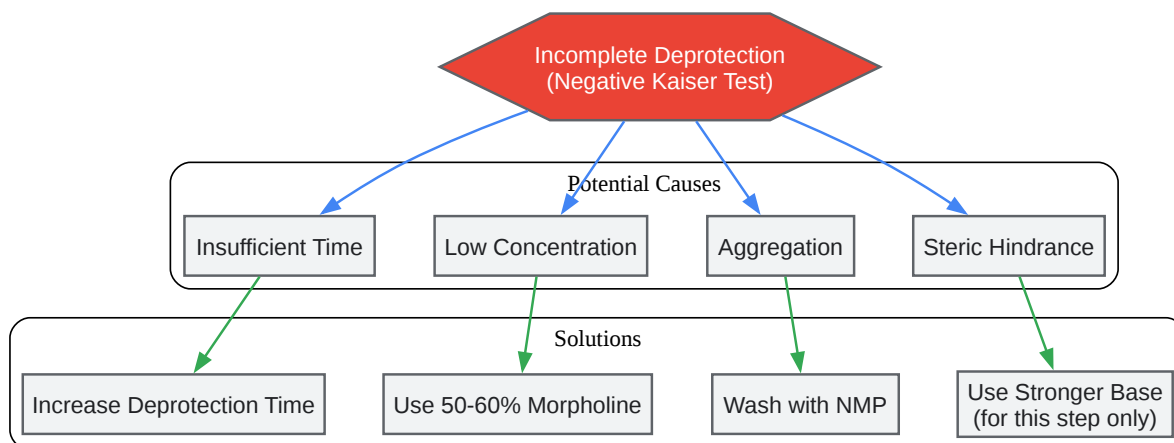 Incomplete Deprotection
(Negative Kaiser Test)
Potential Causes
Insufficient Time
Low Concentration
Aggregation
Steric Hindrance
Solutions
Increase Deprotection Time
Use 50-60% Morpholine
Wash with NMP
Use Stronger Base
(for this step only)